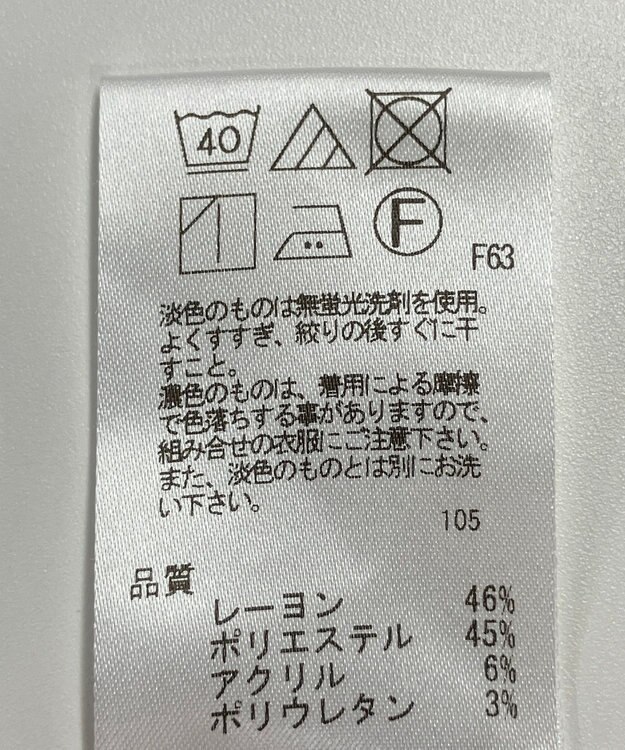 40
F
F63
淡色のものは無蛍光洗剤を使用。
よくすすぎ、絞りの後すぐに干
すこと。
濃色のものは、着用による摩擦
で色落ちする事がありますので、
組み合せの衣服にご注意下さい。
また、淡色のものとは別にお洗
い下さい。
105
品質
レーヨン 46%
ポリエステル 45%
アクリル 6%
ポリウレタン 3%